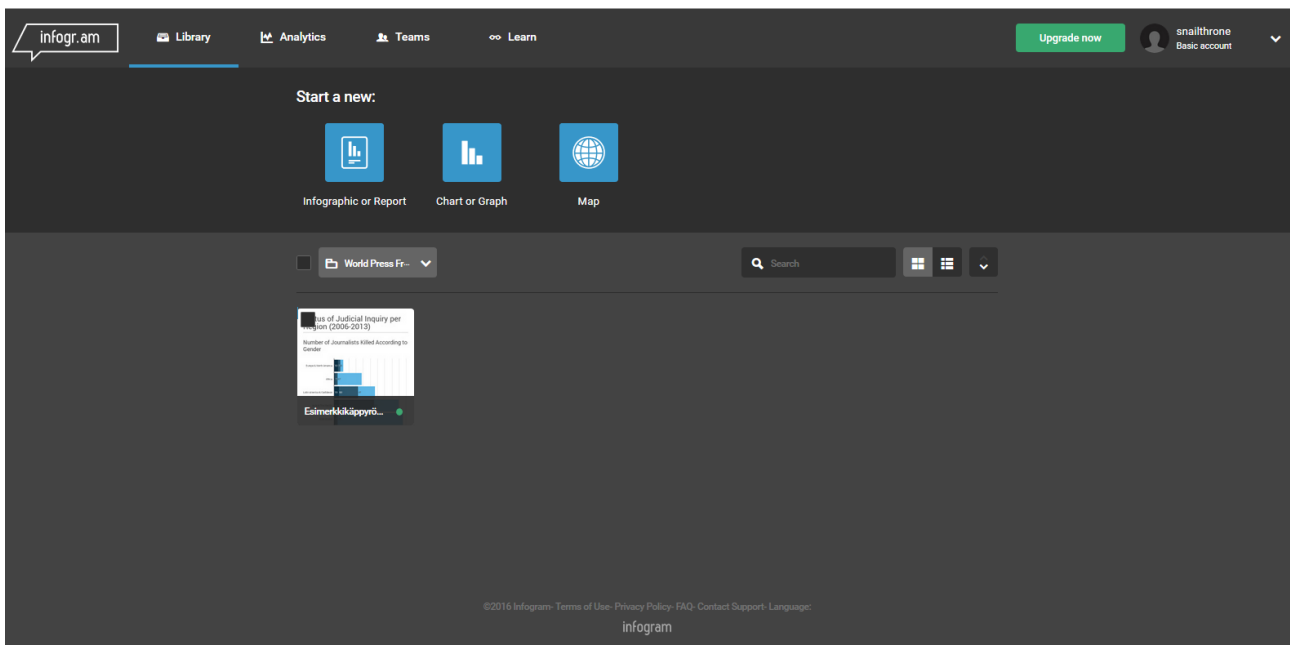 infogr.am
Library
Analytics
Teams
Learn
Upgrade now
snailthrone
Basic account
Start a new:
Infographic or Report
Chart or Graph
Map
World Press Fr...
Search
tus of Judicial Inquiry per
gion (2006-2013)
Number of Journalists Killed According to
Gender
Esimerkkikäppyrö...
©2016 Infogram- Terms of Use- Privacy Policy- FAQ- Contact Support- Language:
infogram